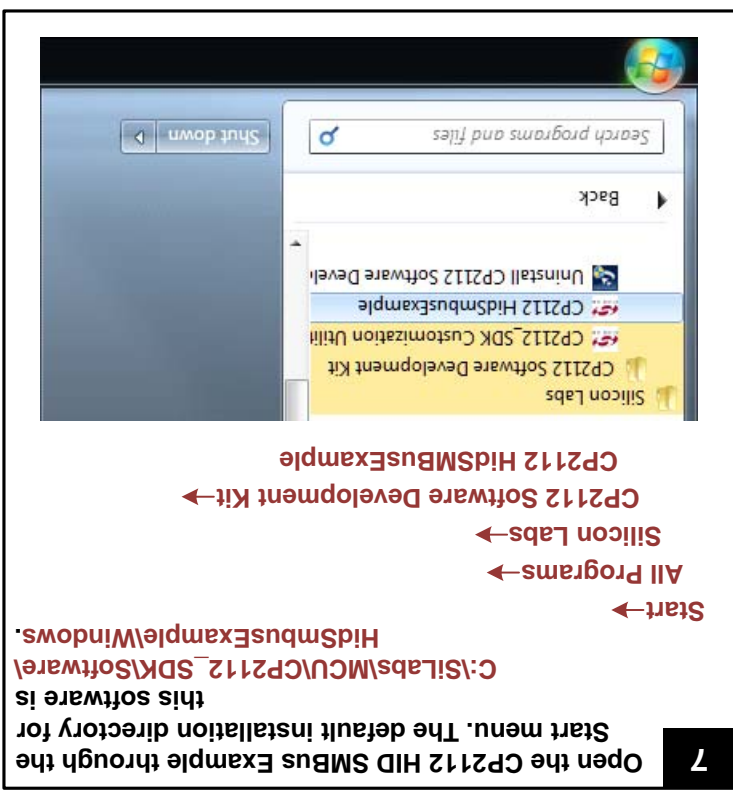 7
Open the CP2112 HID SMBus Example through the
Start menu. The default installation directory for
this software is
C:\SiLabs\MCU\CP2112_SDK\Software\
HidSmbusExample\Windows.
Start→
All Programs→
Silicon Labs→
CP2112 Software Development Kit→
CP2112 HidSMBusExample
Silicon Labs
CP2112 Software Development Kit
CP2112_SDK Customization Utili
CP2112 HidSmbusExample
Uninstall CP2112 Software Develo
Back
Search programs and files
Shut down